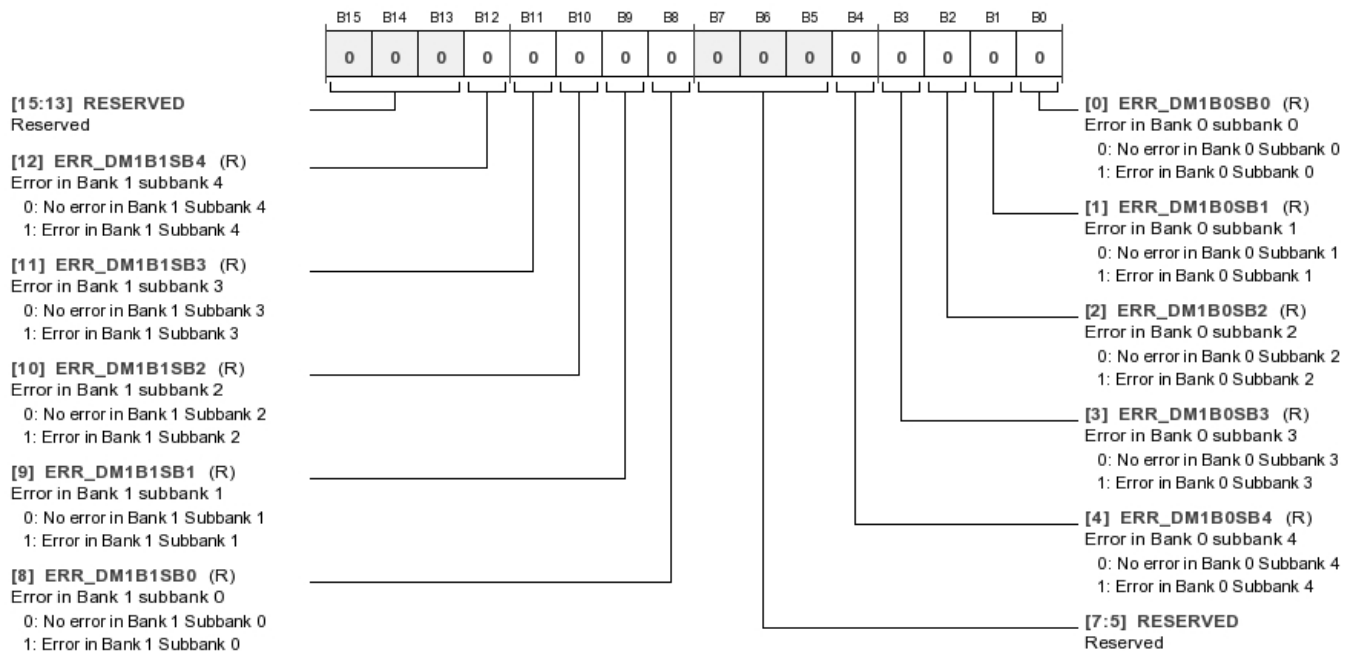 B15 B14 B13 B12 B11 B10 B9 B8 B7 B6 B5 B4 B3 B2 B1 B0
0 0 0 0 0 0 0 0 0 0 0 0 0 0 0 0
[15:13] RESERVED
Reserved
[12] ERR_DM1B1SB4 (R)
Error in Bank 1 subbank 4
0: No error in Bank 1 Subbank 4
1: Error in Bank 1 Subbank 4
[11] ERR_DM1B1SB3 (R)
Error in Bank 1 subbank 3
0: No error in Bank 1 Subbank 3
1: Error in Bank 1 Subbank 3
[10] ERR_DM1B1SB2 (R)
Error in Bank 1 subbank 2
0: No error in Bank 1 Subbank 2
1: Error in Bank 1 Subbank 2
[9] ERR_DM1B1SB1 (R)
Error in Bank 1 subbank 1
0: No error in Bank 1 Subbank 1
1: Error in Bank 1 Subbank 1
[8] ERR_DM1B1SB0 (R)
Error in Bank 1 subbank 0
0: No error in Bank 1 Subbank 0
1: Error in Bank 1 Subbank 0
[0] ERR_DM1B0SB0 (R)
Error in Bank 0 subbank 0
0: No error in Bank 0 Subbank 0
1: Error in Bank 0 Subbank 0
[1] ERR_DM1B0SB1 (R)
Error in Bank 0 subbank 1
0: No error in Bank 0 Subbank 1
1: Error in Bank 0 Subbank 1
[2] ERR_DM1B0SB2 (R)
Error in Bank 0 subbank 2
0: No error in Bank 0 Subbank 2
1: Error in Bank 0 Subbank 2
[3] ERR_DM1B0SB3 (R)
Error in Bank 0 subbank 3
0: No error in Bank 0 Subbank 3
1: Error in Bank 0 Subbank 3
[4] ERR_DM1B0SB4 (R)
Error in Bank 0 subbank 4
0: No error in Bank 0 Subbank 4
1: Error in Bank 0 Subbank 4
[7:5] RESERVED
Reserved